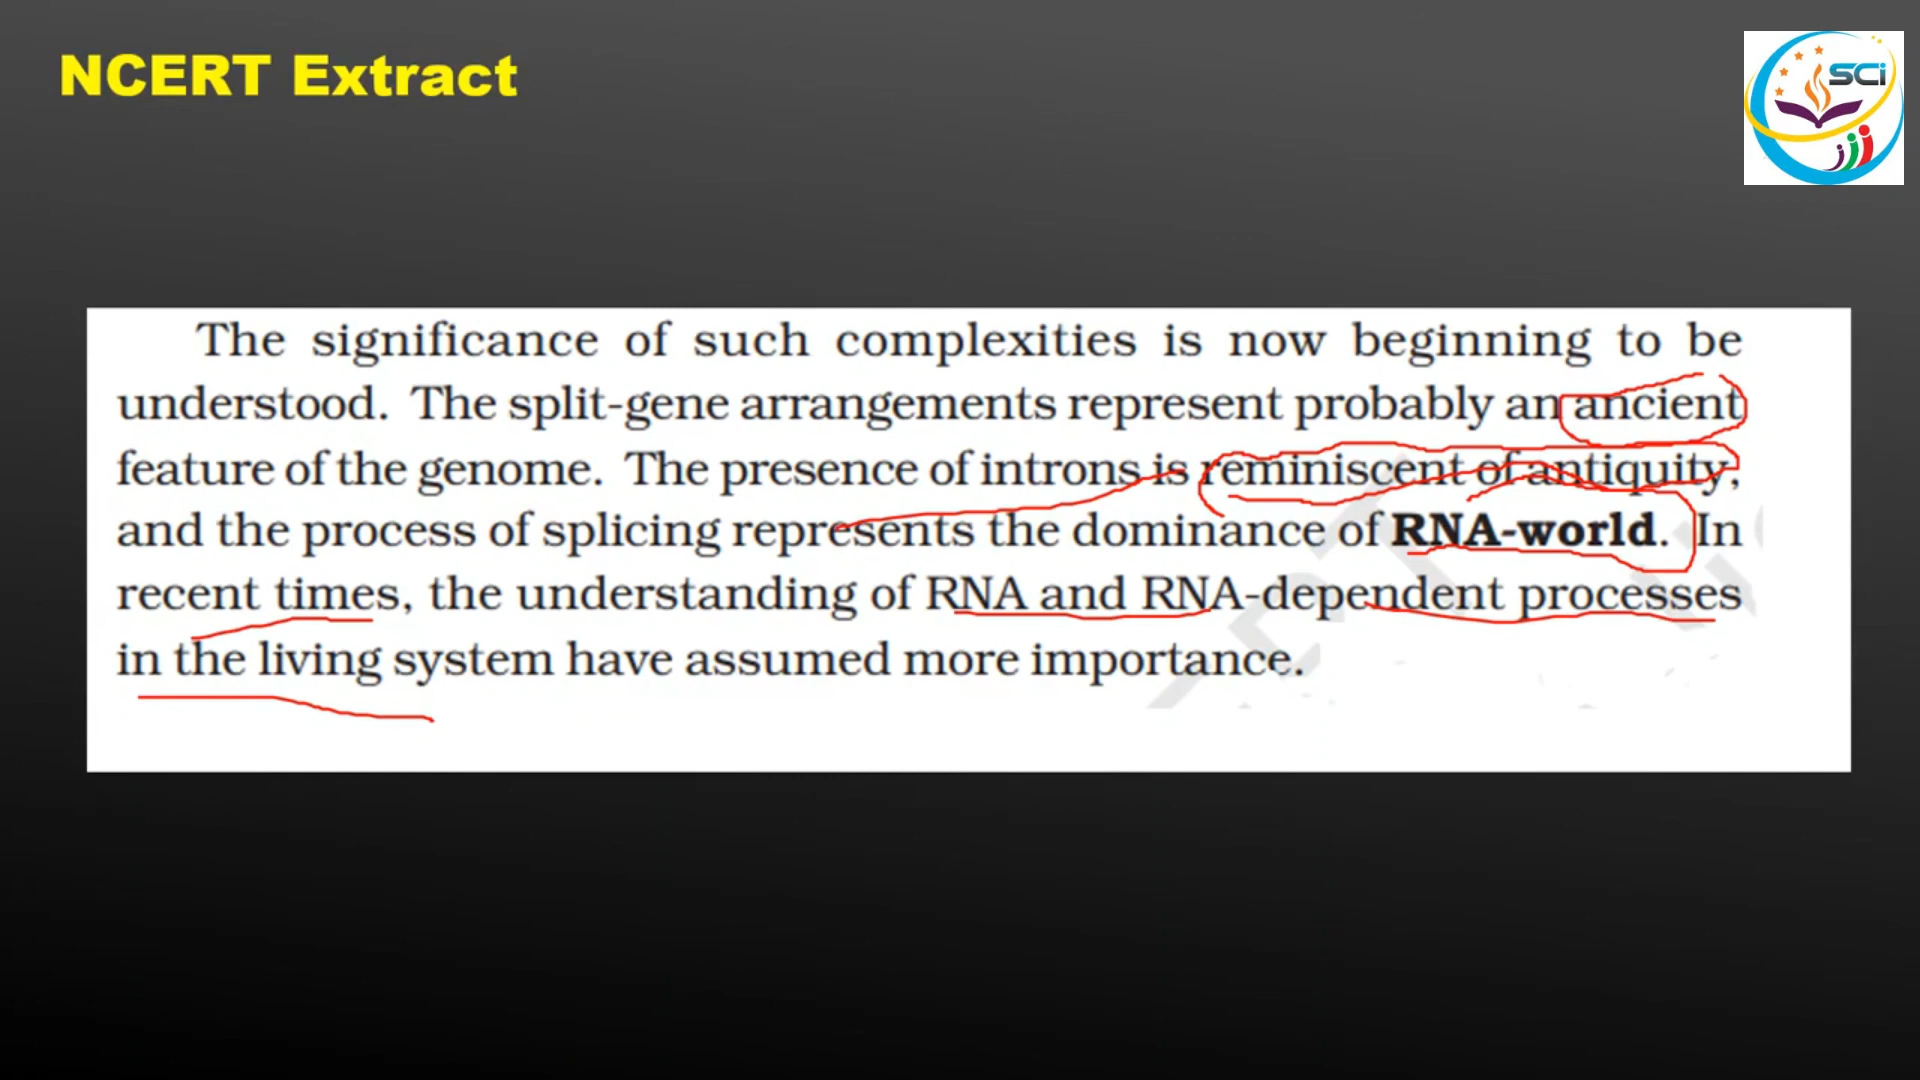 NCERT Extract
SCi
The significance of such complexities is now beginning to be
understood. The split-gene arrangements represent probably an ancient
feature of the genome. The presence of introns is reminiscent of antiquity,
and the process of splicing represents the dominance of RNA-world. In
recent times, the understanding of RNA and RNA-dependent processes
in the living system have assumed more importance.